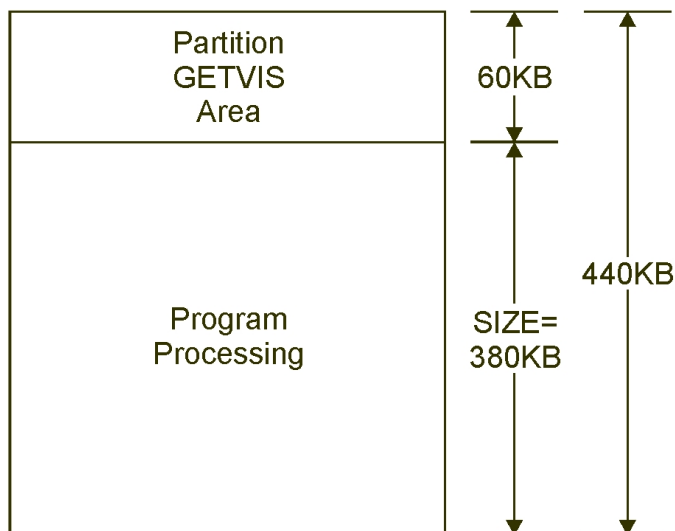 Partition
GETVIS
Area
60KB
440KB
Program
Processing
SIZE=
380KB